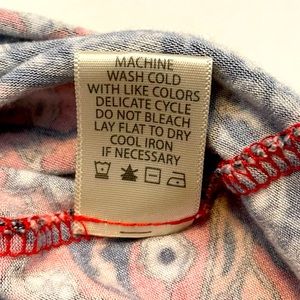 MACHINE
WASH COLD
WITH LIKE COLORS
DELICATE CYCLE
DO NOT BLEACH
LAY FLAT TO DRY
COOL IRON
IF NECESSARY